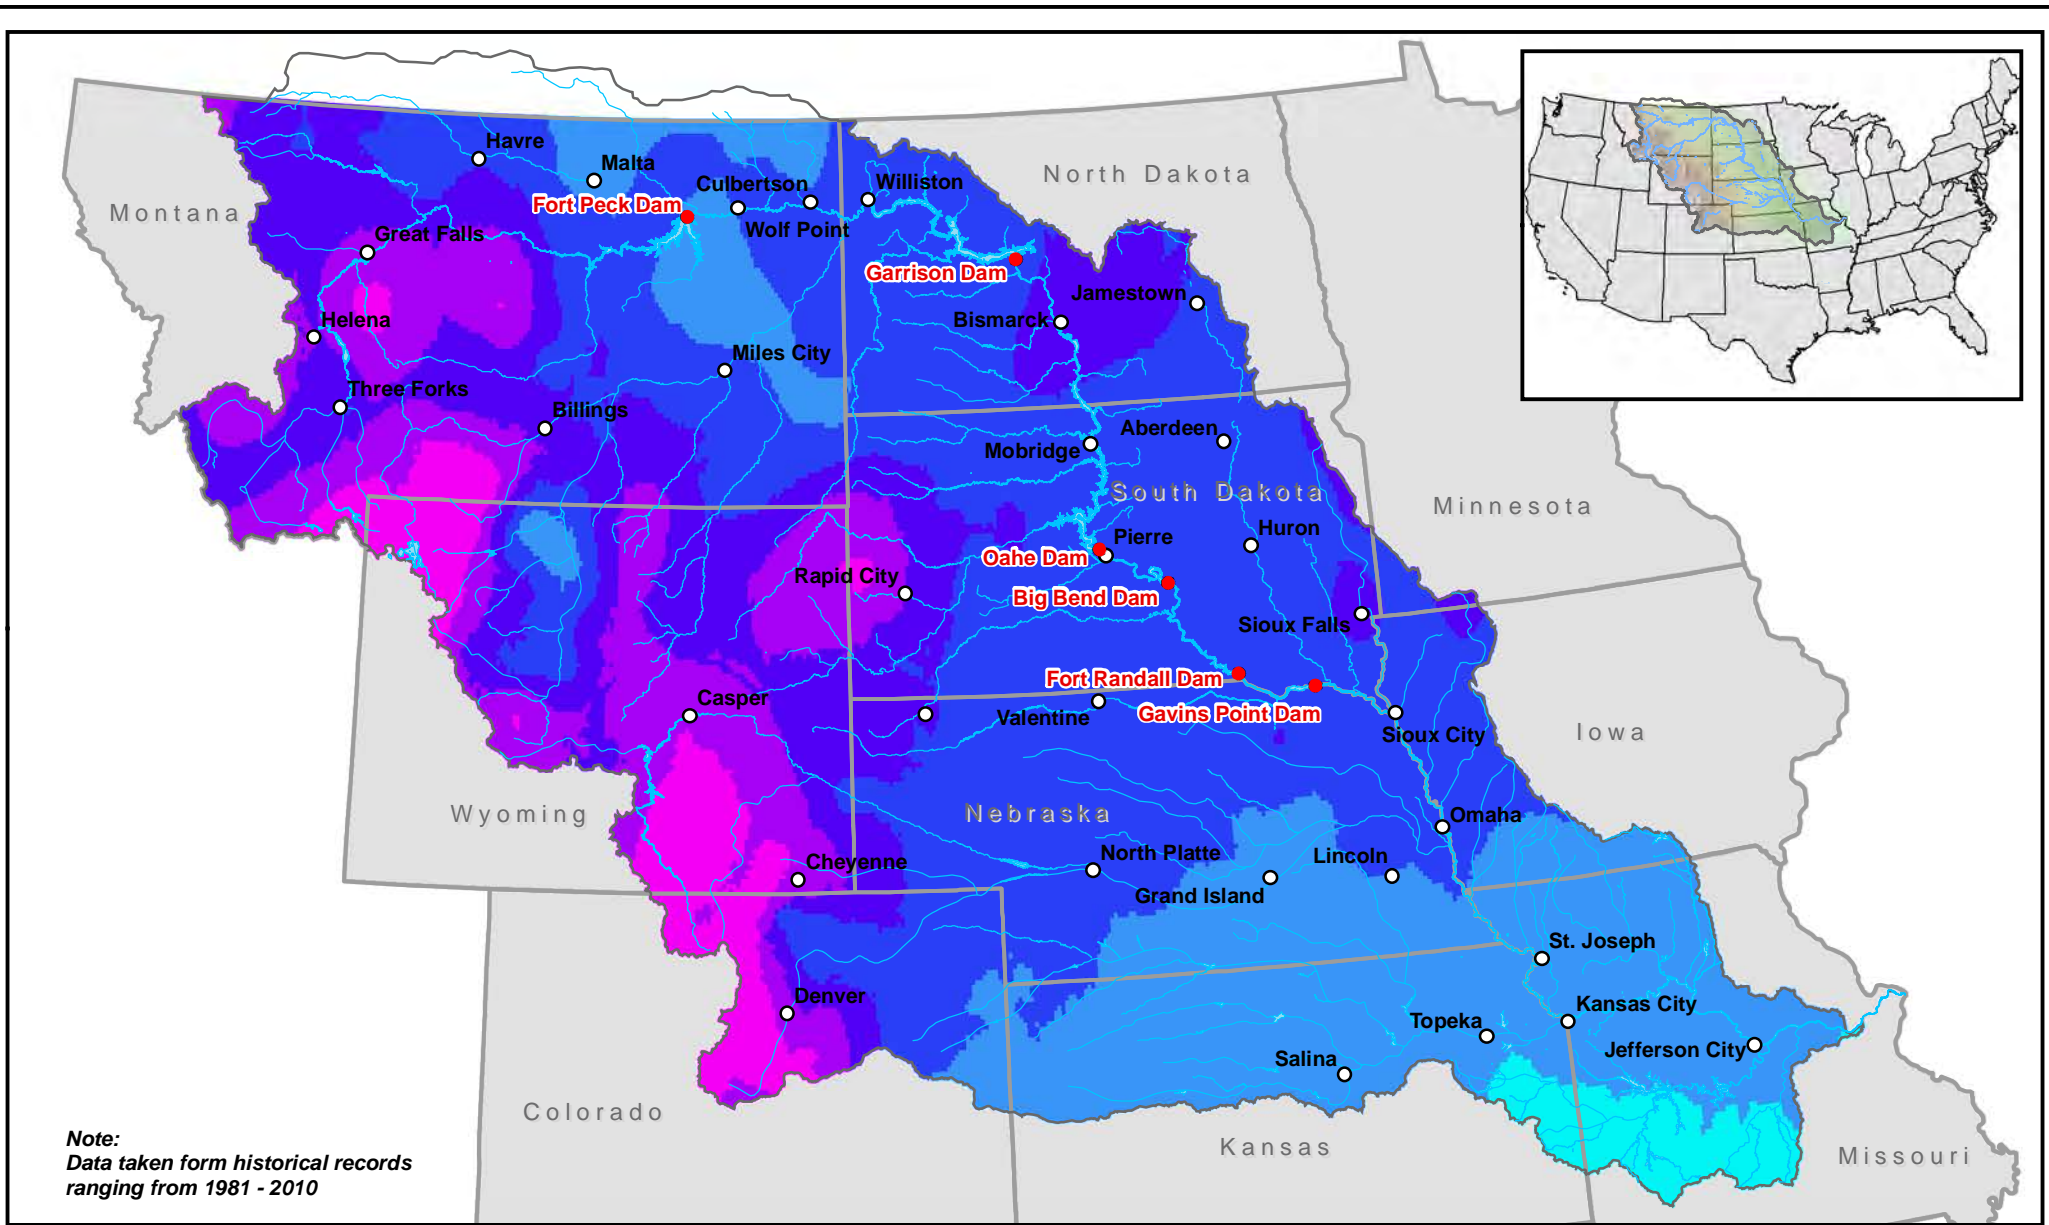 Havre
Malta
North Dakota
Culbertson
Williston
Fort Peck Dam
Montana
Wolf Point
Great Falls
Garrison Dam
Jamestown
Helena
Bismarck
Miles City
Three Forks
Billings
Aberdeen
Mobridge
South Dakota
Minnesota
Huron
Pierre
Oahe Dam
Rapid City
Big Bend Dam
Sioux Falls
Fort Randall Dam
Casper
Valentine
Gavins Point Dam
Sioux City
Iowa
Wyoming
Nebraska
Omaha
North Platte
Lincoln
Cheyenne
Grand Island
St. Joseph
Denver
Kansas City
Topeka
Jefferson City
Salina
Colorado
Kansas
Missouri
Note:
Data taken form historical records
ranging from 1981 - 2010